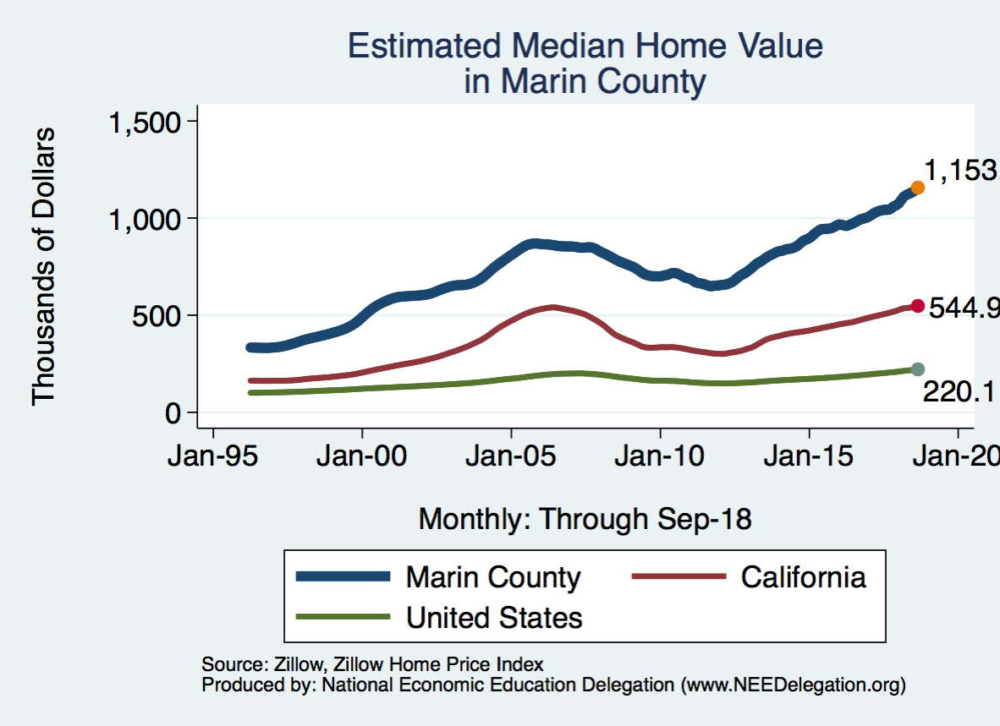 Estimated Median Home Value
in Marin County
Thousands of Dollars
1,500
1,000
500
0
1,153.
544.9
220.1
Jan-95 Jan-00 Jan-05 Jan-10 Jan-15 Jan-20
Monthly: Through Sep-18
Marin County California
United States
Source: Zillow, Zillow Home Price Index
Produced by: National Economic Education Delegation (www.NEEDelegation.org)